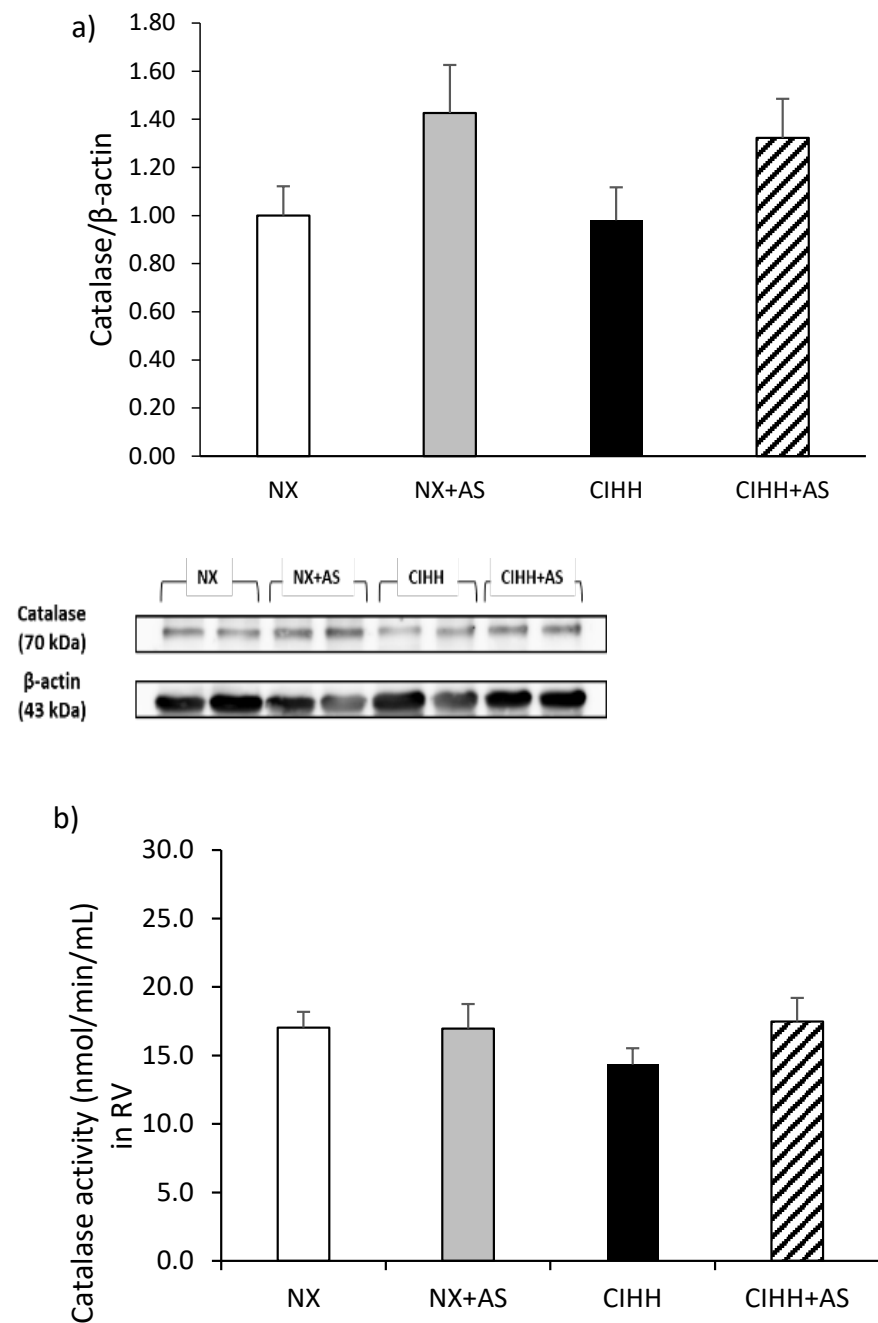 a)
Catalase/β-actin
1.80
1.60
1.40
1.20
1.00
0.80
0.60
0.40
0.20
0.00
NX NX+AS CIHH CIHH+AS
NX NX+AS CIHH CIHH+AS
Catalase
(70 kDa)
β-actin
(43 kDa)
b)
Catalase activity (nmol/min/mL)
in RV
30.0
25.0
20.0
15.0
10.0
5.0
0.0
NX NX+AS CIHH CIHH+AS